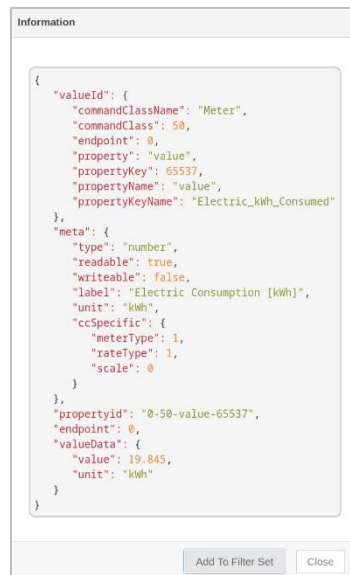 Information
{
"valueId": {
"commandClassName": "Meter",
"commandClass": 50,
"endpoint": 0,
"property": "value",
"propertyKey": 65537,
"propertyName": "value",
"propertyKeyName": "Electric_kWh_Consumed"
},
"meta": {
"type": "number",
"readable": true,
"writeable": false,
"label": "Electric Consumption [kWh]",
"unit": "kWh",
"ccSpecific": {
"meterType": 1,
"rateType": 1,
"scale": 0
}
},
"propertyid": "0-50-value-65537",
"endpoint": 0,
"valueData": {
"value": 19.845,
"unit": "kWh"
}
}
Add To Filter Set Close